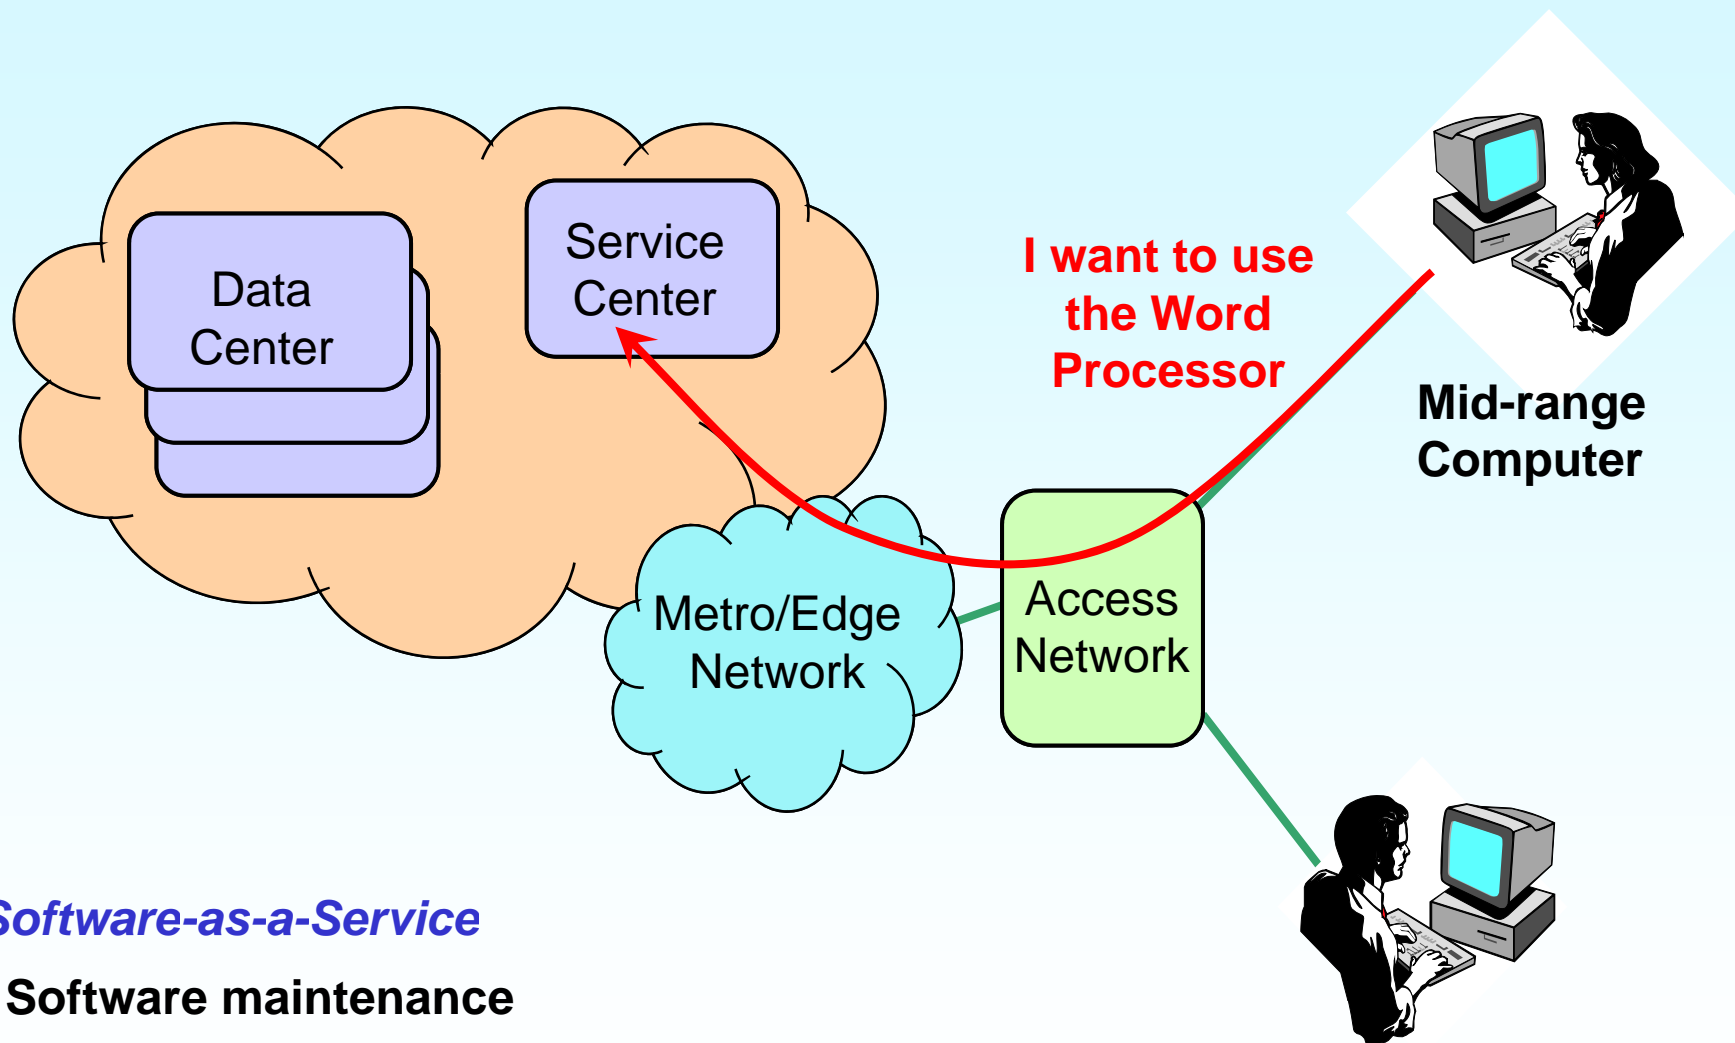 Service
Center
Data
Center
I want to use
the Word
Processor
Mid-range
Computer
Access
Network
Metro/Edge
Network
Software-as-a-Service
Software maintenance